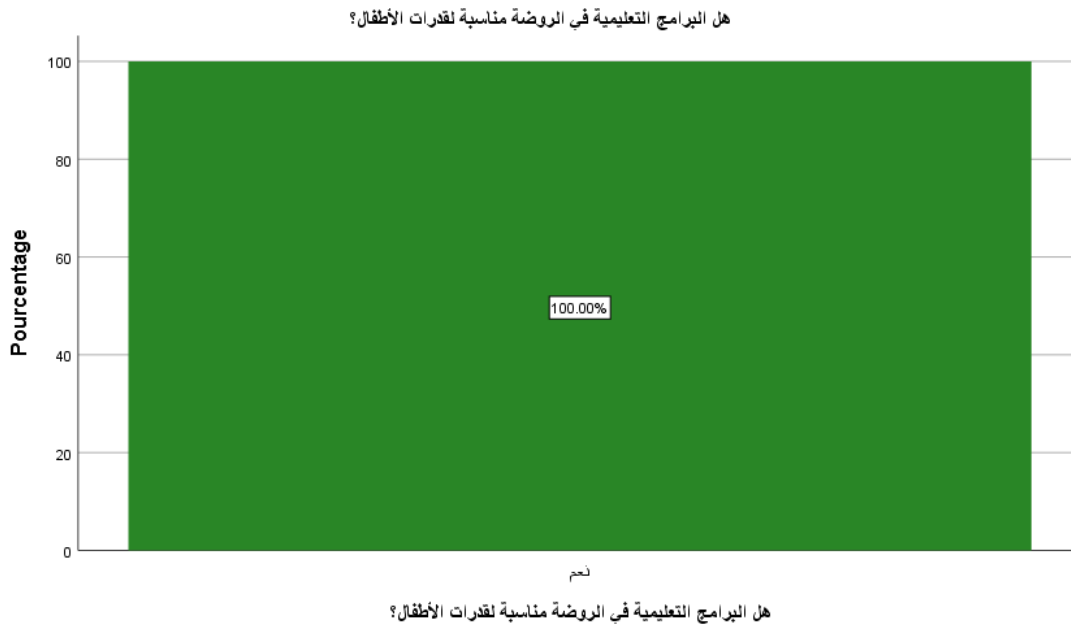 هل البرامج التعليمية في الروضة مناسبة لقدرات الأطفال؟
Pourcentage
100
80
60
40
20
0
100.00%
نعم
هل البرامج التعليمية في الروضة مناسبة لقدرات الأطفال؟